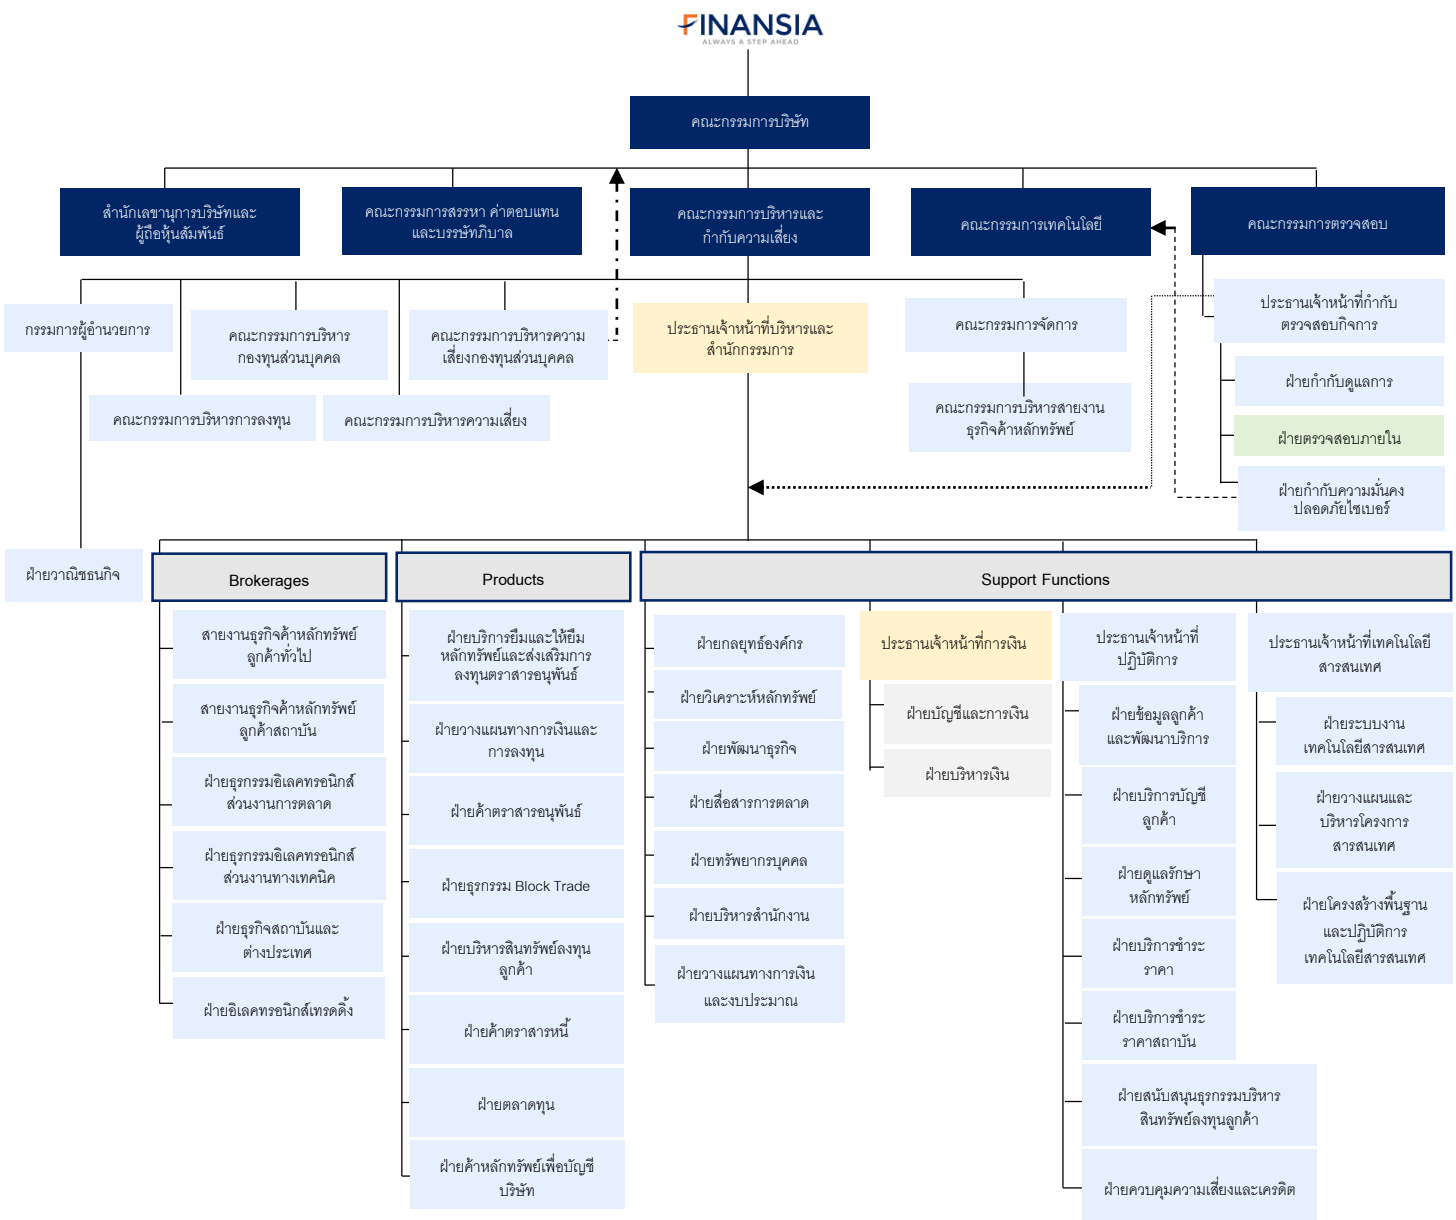 FINANSIA
ALWAYS A STEP AHEAD
คณะกรรมการบริษัท
สำนักเลขานุการบริษัทและ
ผู้ถือหุ้นสัมพันธ์
คณะกรรมการสรรหา ค่าตอบแทน
และบรรษัทภิบาล
คณะกรรมการบริหารและ
กำกับความเสี่ยง
คณะกรรมการเทคโนโลยี
คณะกรรมการตรวจสอบ
กรรมการผู้อำนวยการ
คณะกรรมการบริหาร
กองทุนส่วนบุคคล
คณะกรรมการบริหารความ
เสี่ยงกองทุนส่วนบุคคล
ประธานเจ้าหน้าที่บริหารและ
สำนักกรรมการ
คณะกรรมการจัดการ
ประธานเจ้าหน้าที่กำกับ
ตรวจสอบกิจการ
คณะกรรมการบริหารการลงทุน
คณะกรรมการบริหารความเสี่ยง
คณะกรรมการบริหารสายงาน
ธุรกิจค้าหลักทรัพย์
ฝ่ายกำกับดูแลการ
ฝ่ายตรวจสอบภายใน
ฝ่ายกำกับความมั่นคง
ปลอดภัยไซเบอร์
ฝ่ายวาณิชธนกิจ
Brokerages
สายงานธุรกิจค้าหลักทรัพย์
ลูกค้าทั่วไป
สายงานธุรกิจค้าหลักทรัพย์
ลูกค้าสถาบัน
ฝ่ายธุรกรรมอิเลคทรอนิกส์
ส่วนงานการตลาด
ฝ่ายธุรกรรมอิเลคทรอนิกส์
ส่วนงานทางเทคนิค
ฝ่ายธุรกิจสถาบันและ
ต่างประเทศ
ฝ่ายอิเลคทรอนิกส์เทรดดิ้ง
Products
ฝ่ายบริการยืมและให้ยืม
หลักทรัพย์และส่งเสริมการ
ลงทุนตราสารอนุพันธ์
ฝ่ายวางแผนทางการเงินและ
การลงทุน
ฝ่ายค้าตราสารอนุพันธ์
ฝ่ายธุรกรรม Block Trade
ฝ่ายบริหารสินทรัพย์ลงทุน
ลูกค้า
ฝ่ายค้าตราสารหนี้
ฝ่ายตลาดทุน
ฝ่ายค้าหลักทรัพย์เพื่อบัญชี
บริษัท
Support Functions
ฝ่ายกลยุทธ์องค์กร
ฝ่ายวิเคราะห์หลักทรัพย์
ฝ่ายพัฒนาธุรกิจ
ฝ่ายสื่อสารการตลาด
ฝ่ายทรัพยากรบุคคล
ฝ่ายบริหารสำนักงาน
ฝ่ายวางแผนทางการเงิน
และงบประมาณ
ประธานเจ้าหน้าที่การเงิน
ฝ่ายบัญชีและการเงิน
ฝ่ายบริหารเงิน
ประธานเจ้าหน้าที่
ปฏิบัติการ
ฝ่ายข้อมูลลูกค้า
และพัฒนาบริการ
ฝ่ายบริการบัญชี
ลูกค้า
ฝ่ายดูแลรักษา
หลักทรัพย์
ฝ่ายบริการชำระ
ราคา
ฝ่ายบริการชำระ
ราคาสถาบัน
ฝ่ายสนับสนุนธุรกรรมบริหาร
สินทรัพย์ลงทุนลูกค้า
ฝ่ายควบคุมความเสี่ยงและเครดิต
ประธานเจ้าหน้าที่เทคโนโลยี
สารสนเทศ
ฝ่ายระบบงาน
เทคโนโลยีสารสนเทศ
ฝ่ายวางแผนและ
บริหารโครงการ
สารสนเทศ
ฝ่ายโครงสร้างพื้นฐาน
และปฏิบัติการ
เทคโนโลยีสารสนเทศ